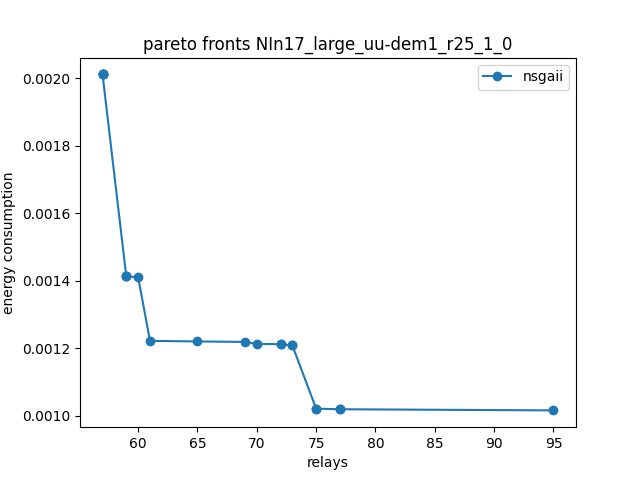 pareto fronts NIn17_large_uu-dem1_r25_1_0
nsgaii
energy consumption
0.0020
0.0018
0.0016
0.0014
0.0012
0.0010
60 65 70 75 80 85 90 95
relays